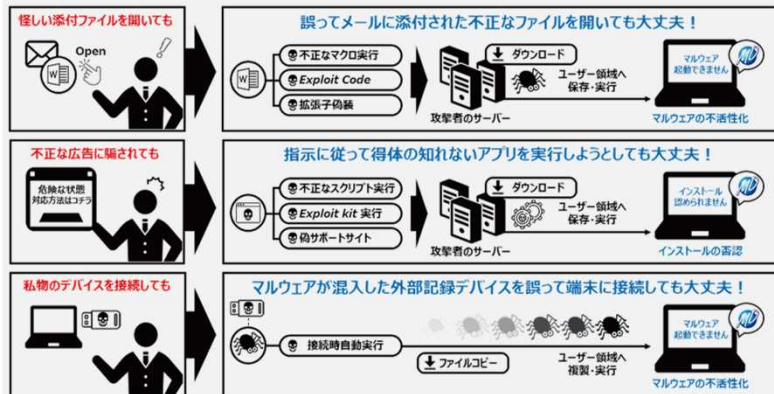 怪しい添付ファイルを開いても
誤ってメールに添付された不正なファイルを開いても大丈夫！
Open
W
W
不正なマクロ実行
Exploit Code
拡張子偽装
ダウンロード
攻撃者のサーバー
ユーザー領域へ
保存・実行
マルウェア
起動できません
マルウェアの不活性化
不正な広告に騙されても
指示に従って得体の知れないアプリを実行しようとしても大丈夫！
危険な状態
対応方法はコチラ
不正なスクリプト実行
Exploit kit 実行
偽サポートサイト
ダウンロード
攻撃者のサーバー
ユーザー領域へ
保存・実行
インストール
認められません
インストールの否認
私物のデバイスを接続しても
マルウェアが混入した外部記録デバイスを誤って端末に接続しても大丈夫！
接続時自動実行
ファイルコピー
ユーザー領域へ
複製・実行
マルウェア
起動できません
マルウェアの不活性化